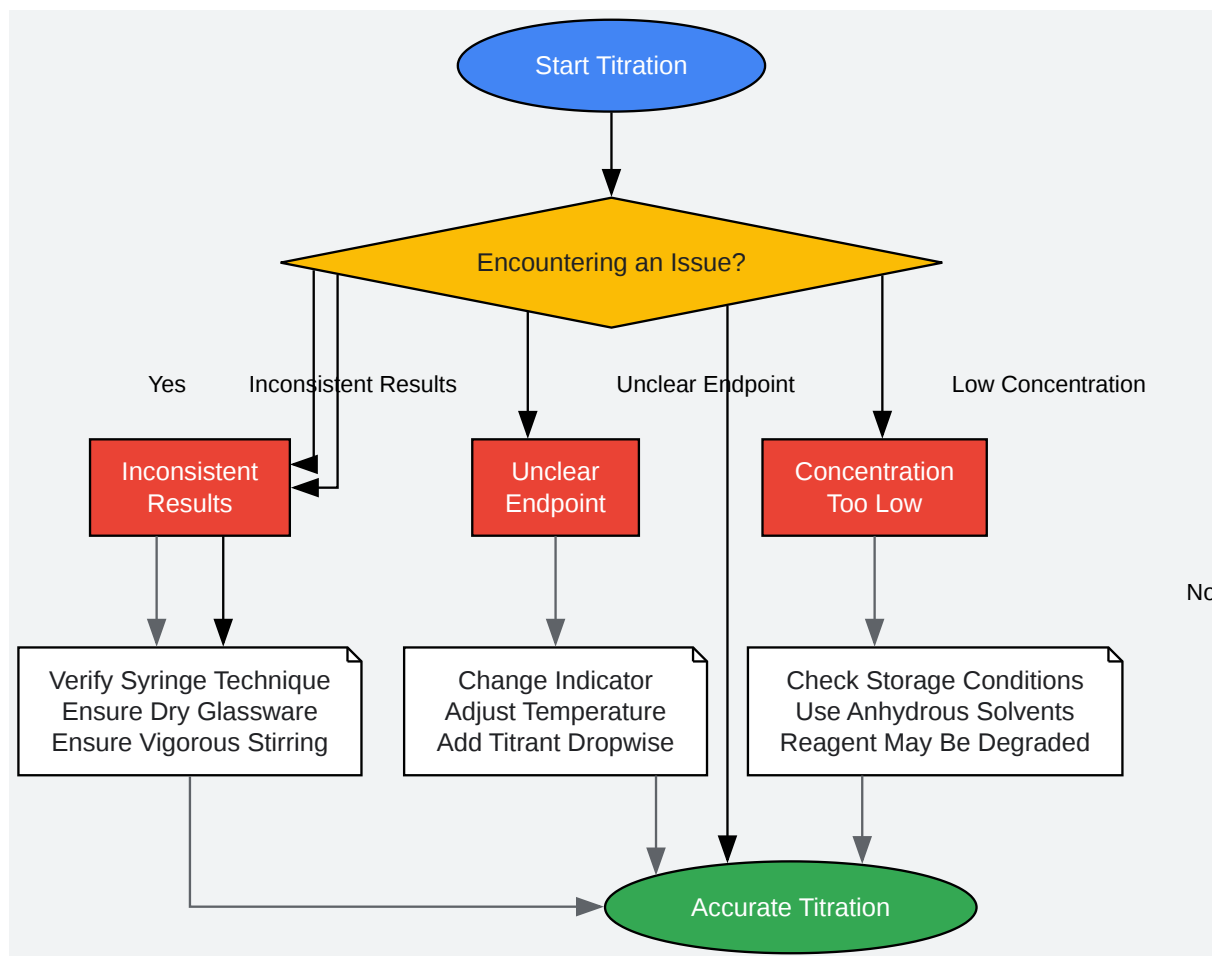 Start Titration
Encountering an Issue?
Yes
Inconsistent Results
Unclear Endpoint
Low Concentration
Inconsistent
Results
Unclear
Endpoint
Concentration
Too Low
No
Verify Syringe Technique
Ensure Dry Glassware
Ensure Vigorous Stirring
Change Indicator
Adjust Temperature
Add Titrant Dropwise
Check Storage Conditions
Use Anhydrous Solvents
Reagent May Be Degraded
Accurate Titration